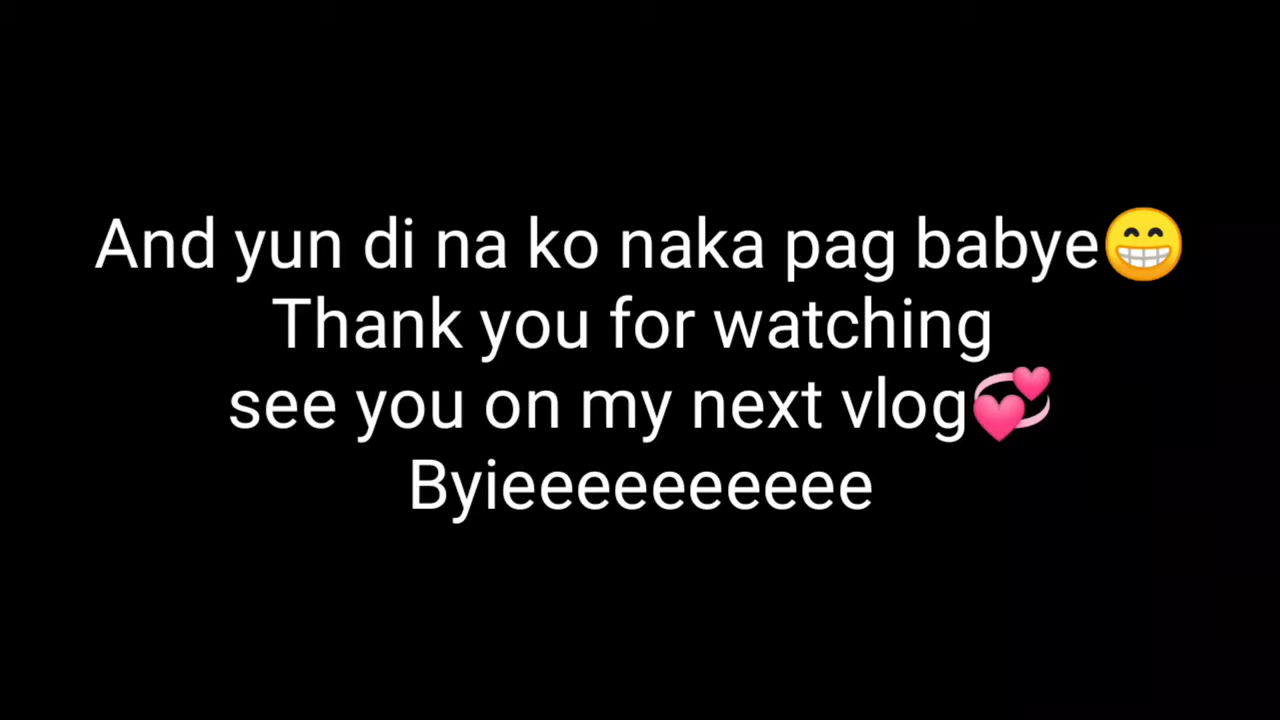 And yun di na ko naka pag babye😁
Thank you for watching
see you on my next vlog💞
Byieeeeeeeeee